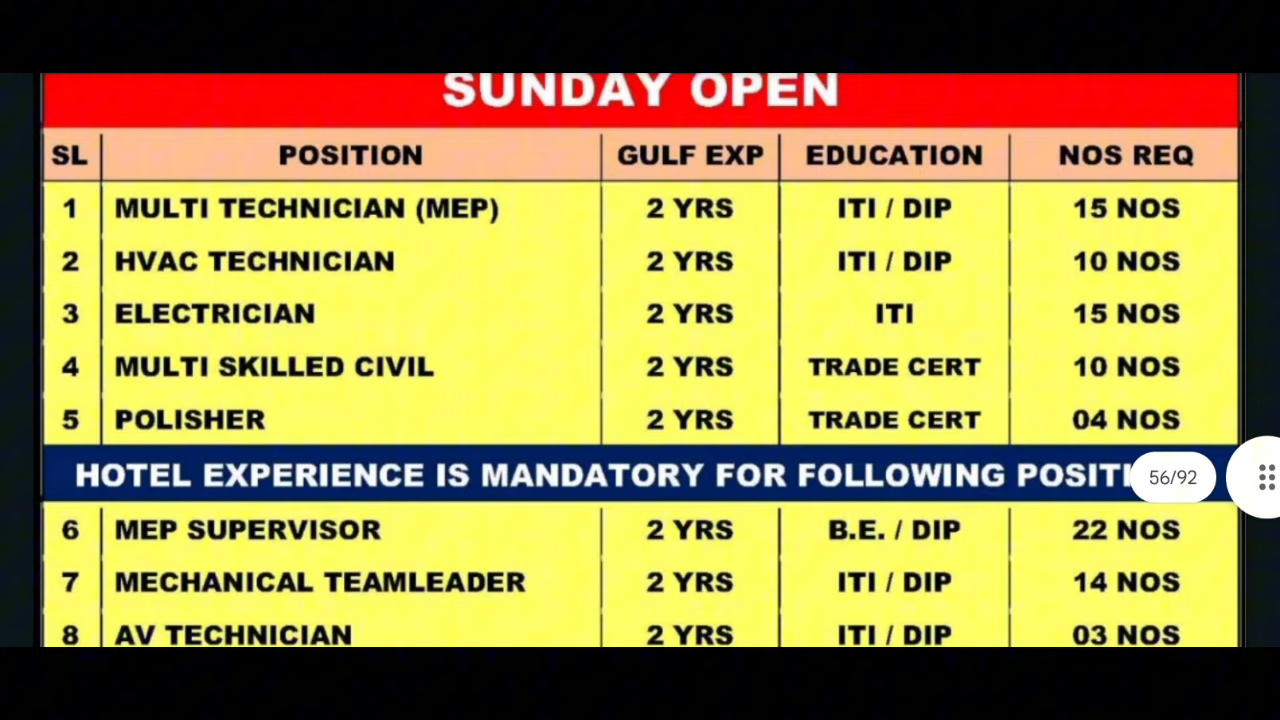 SUNDAY OPEN
SL POSITION GULF EXP EDUCATION NOS REQ
1 MULTI TECHNICIAN (MEP) 2 YRS ITI / DIP 15 NOS
2 HVAC TECHNICIAN 2 YRS ITI / DIP 10 NOS
3 ELECTRICIAN 2 YRS ITI 15 NOS
4 MULTI SKILLED CIVIL 2 YRS TRADE CERT 10 NOS
5 POLISHER 2 YRS TRADE CERT 04 NOS
HOTEL EXPERIENCE IS MANDATORY FOR FOLLOWING POSITI
56/92
6 MEP SUPERVISOR 2 YRS B.E. / DIP 22 NOS
7 MECHANICAL TEAMLEADER 2 YRS ITI / DIP 14 NOS
8 AV TECHNICIAN 2 YRS ITI / DIP 03 NOS